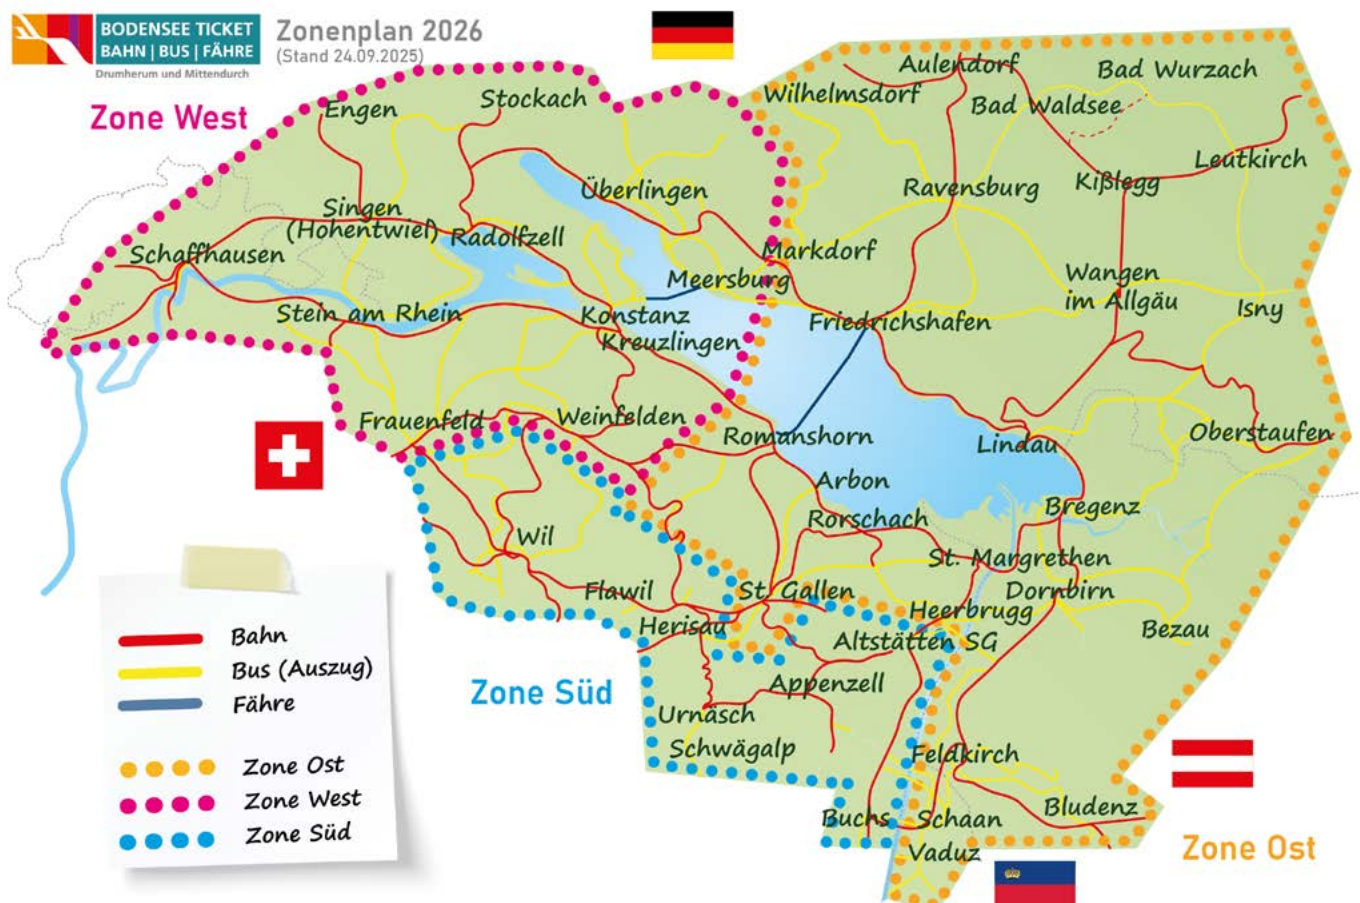 BODENSEE TICKET
BAHN | BUS | FÄHRE
Drumherum und Mittendurch
Zonenplan 2026
(Stand 24.09.2025)
Zone West
Engen
Stockach
Wilhelmsdorf
Aulendorf
Bad Waldsee
Bad Wurzach
Leutkirch
Überlingen
Ravensburg
Kißlegg
Singen
(Hohentwiel)
Radolfzell
Schaffhausen
Markdorf
Meersburg
Wangen
im Allgäu
Isny
Stein am Rhein
Konstanz
Kreuzlingen
Friedrichshafen
Frauenfeld
Weinfelden
Romanshorn
Lindau
Oberstaufen
Arbon
Rorschach
Bregenz
Wil
St. Margrethen
Flawil
St. Gallen
Dornbirn
Heerbrugg
Herisau
Altstätten SG
Bezau
Appenzell
Zone Süd
Urnäsch
Schwägalp
Feldkirch
Buchs
Schaan
Bludenz
Vaduz
Zone Ost
Bahn
Bus (Auszug)
Fähre
Zone Ost
Zone West
Zone Süd